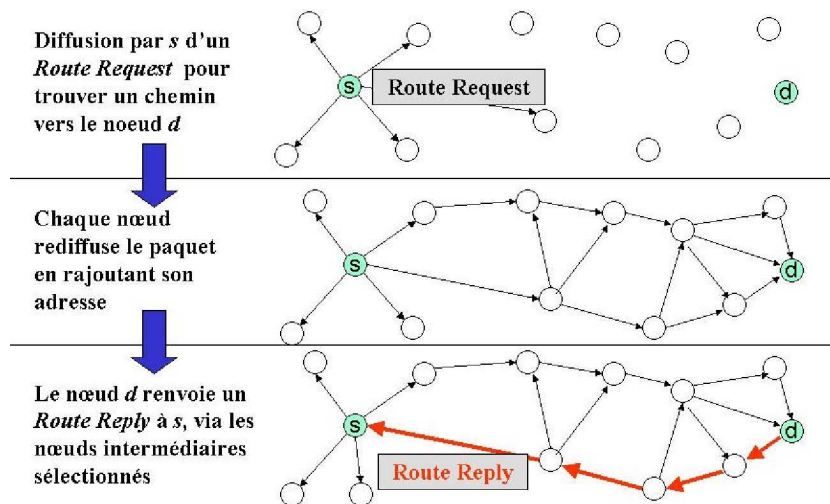 Diffusion par s d'un
Route Request pour
trouver un chemin
vers le noeud d
s
Route Request
d
Chaque nœud
rediffuse le paquet
en rajoutant son
adresse
s
d
Le nœud d renvoie un
Route Reply à s, via les
nœuds intermédiaires
sélectionnés
s
Route Reply
d